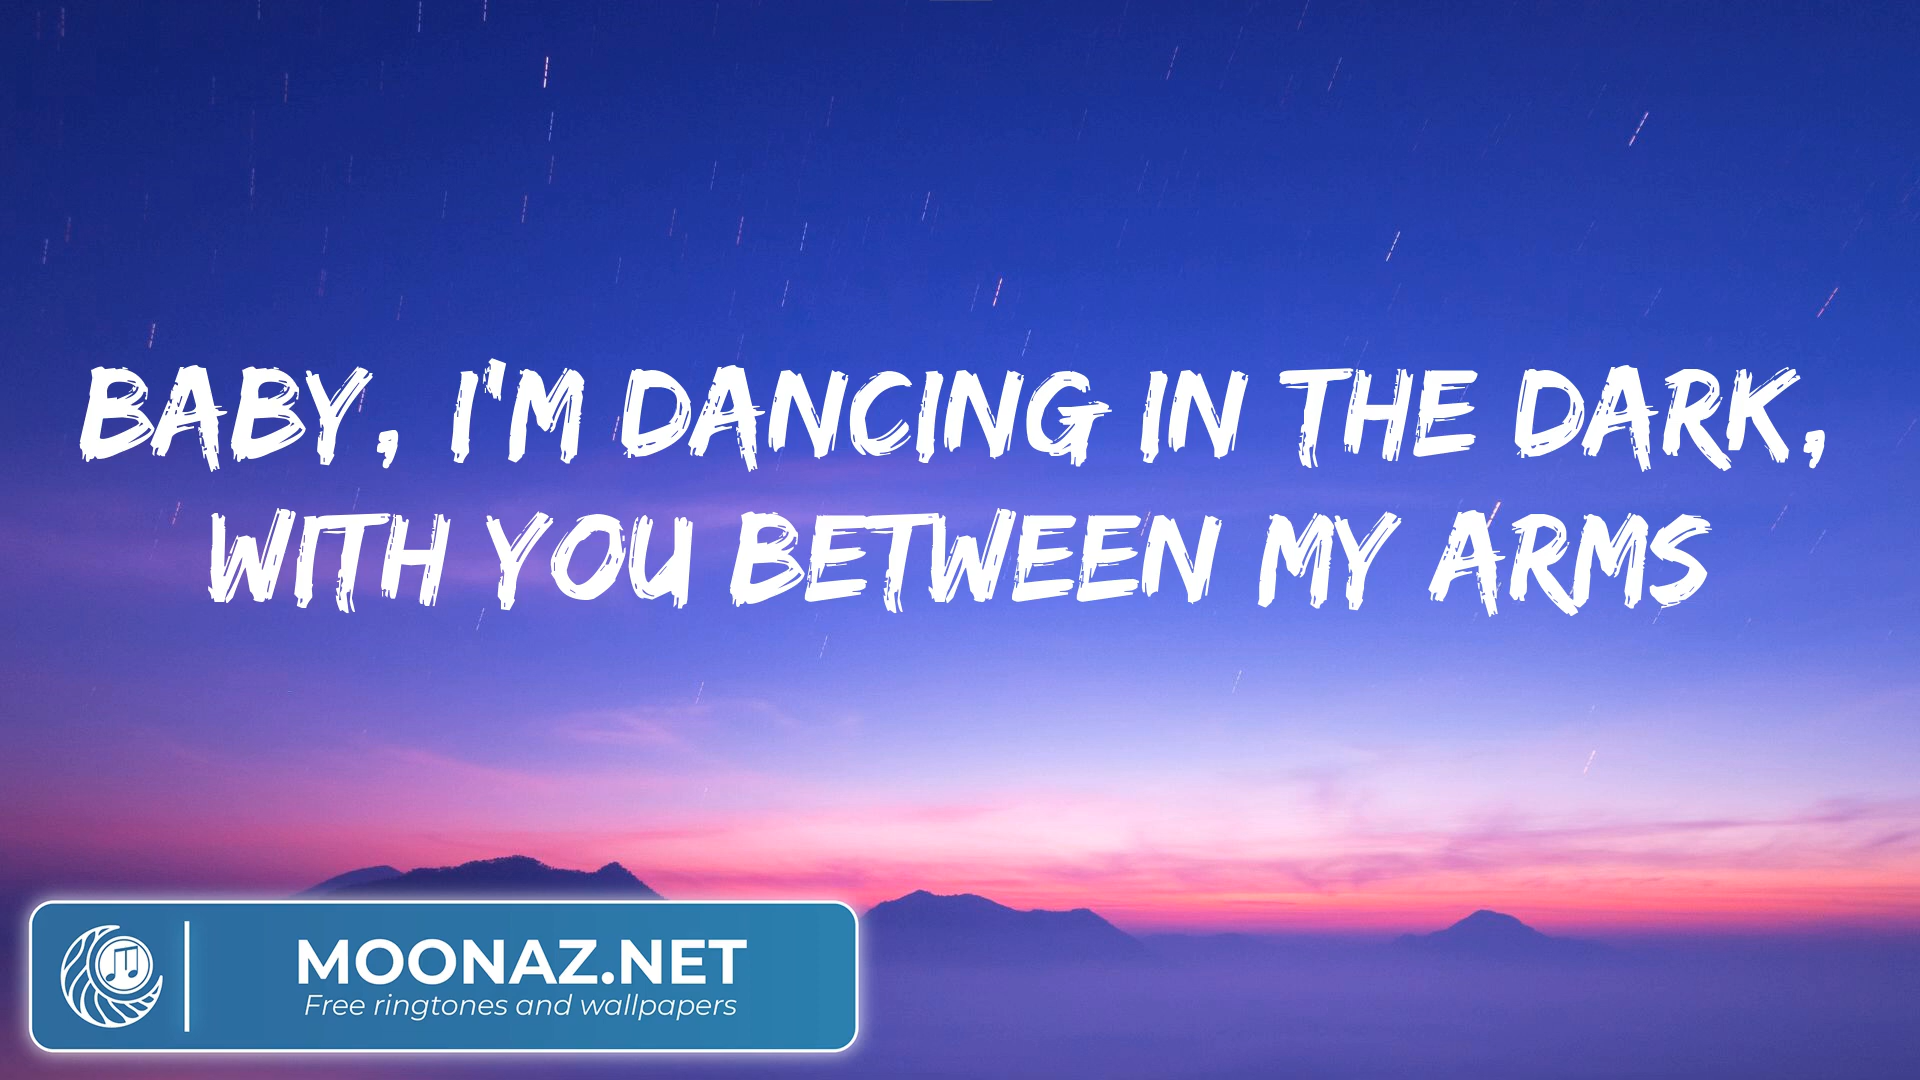 BABY, I'M DANCING IN THE DARK,
WITH YOU BETWEEN MY ARMS
MOONAZ.NET
Free ringtones and wallpapers